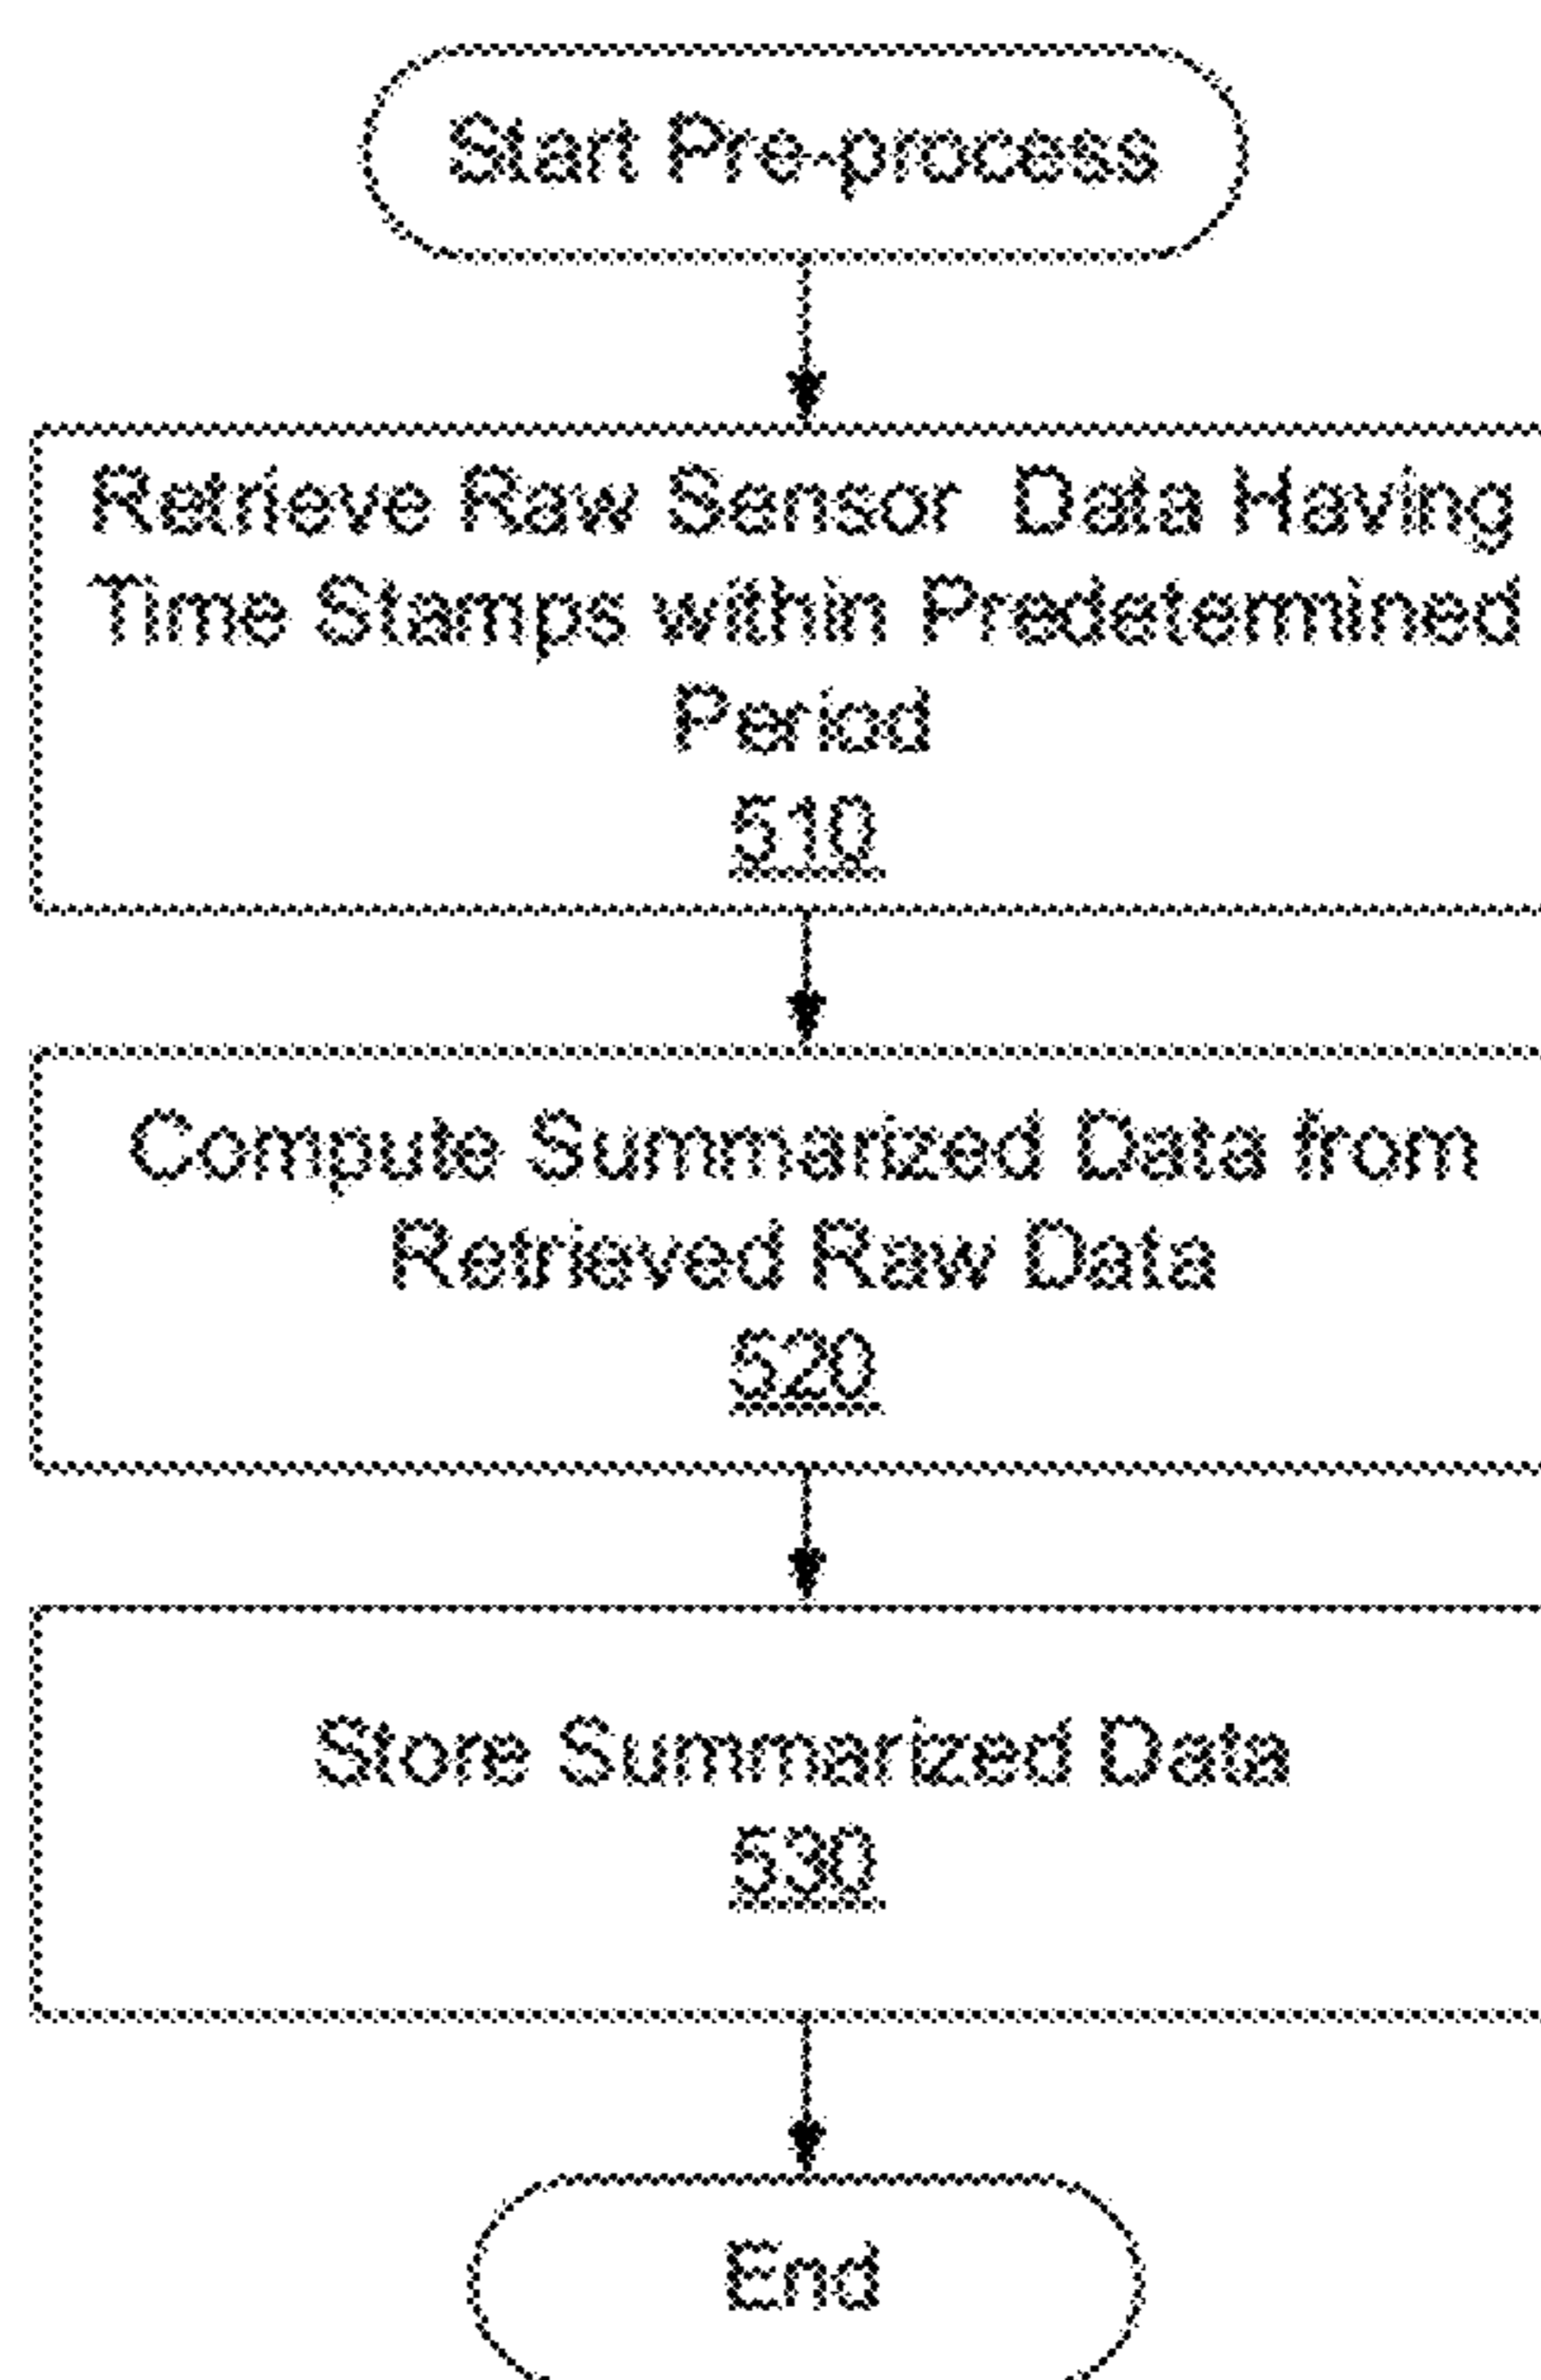 Start Pre-process
Retrieve Raw Sensor Data Having
Time Stamps within Predetermined
Period
510
Compute Summarized Data from
Retrieved Raw Data
520
Store Summarized Data
530
End